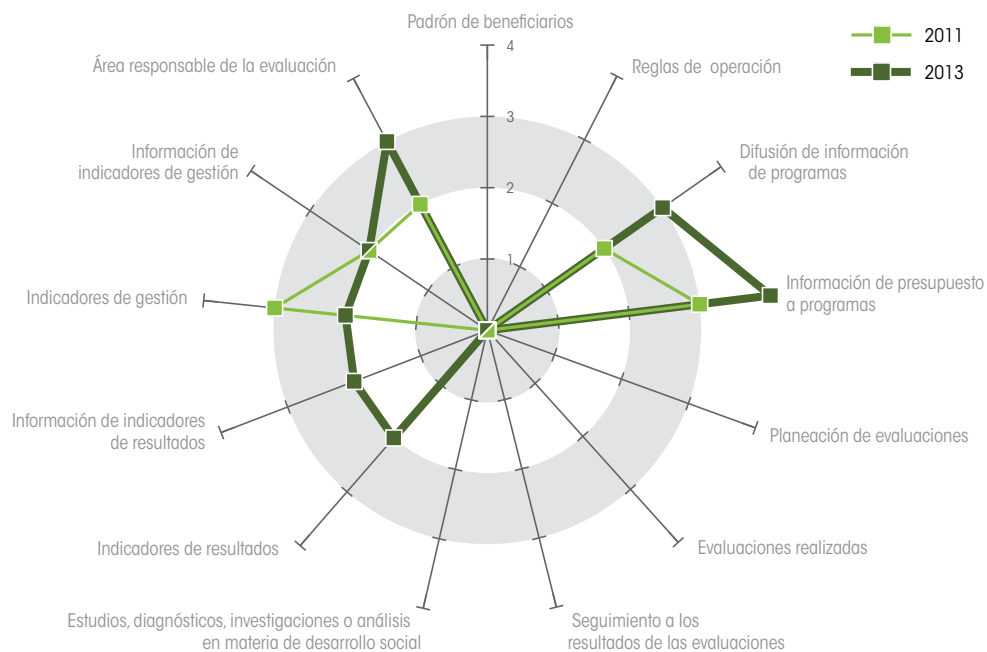 Padrón de beneficiarios
4
3
2
1
2011
2013
Reglas de operación
Difusión de información
de programas
Información de presupuesto
a programas
Planeación de evaluaciones
Evaluaciones realizadas
Seguimiento a los
resultados de las evaluaciones
Estudios, diagnósticos, investigaciones o análisis
en materia de desarrollo social
Indicadores de resultados
Información de indicadores
de resultados
Indicadores de gestión
Información de
indicadores de gestión
Área responsable de la evaluación